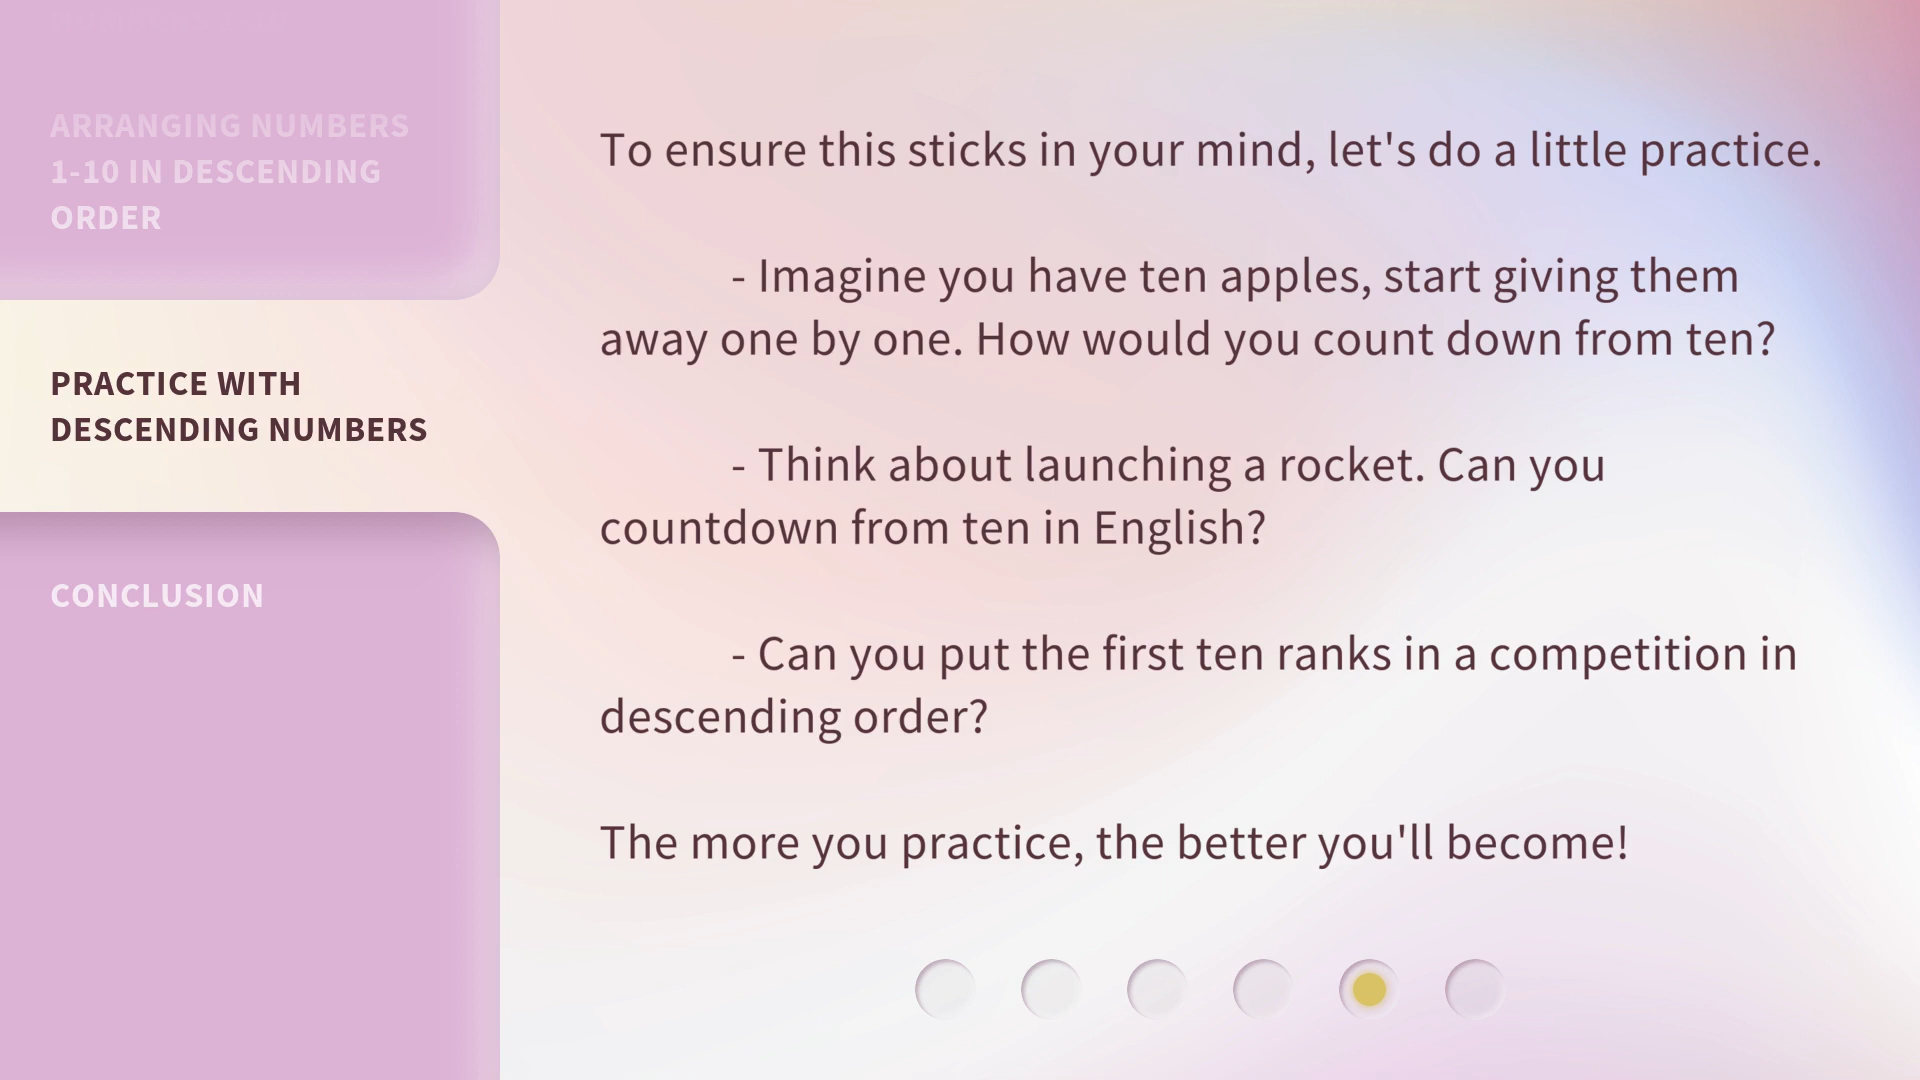 ARRANGING NUMBERS
1-10 IN DESCENDING
ORDER
PRACTICE WITH
DESCENDING NUMBERS
CONCLUSION
To ensure this sticks in your mind, let's do a little practice.
- Imagine you have ten apples, start giving them
away one by one. How would you count down from ten?
- Think about launching a rocket. Can you
countdown from ten in English?
- Can you put the first ten ranks in a competition in
descending order?
The more you practice, the better you'll become!